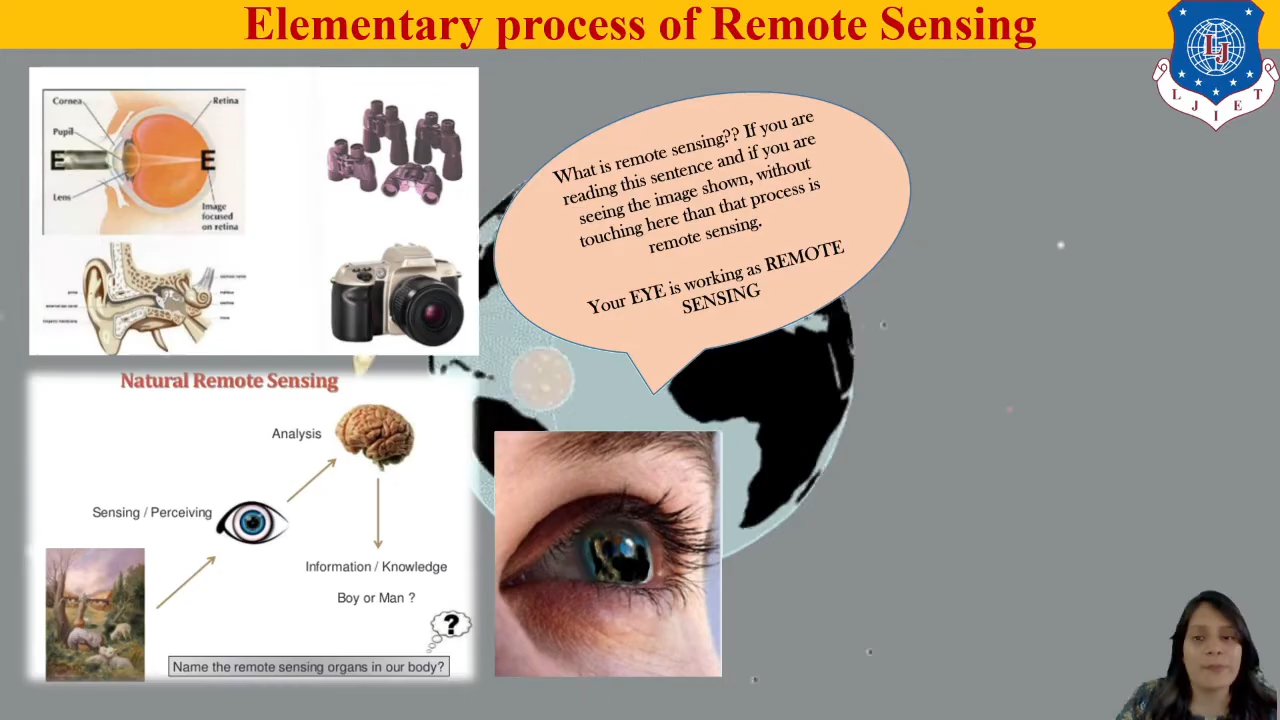 Elementary process of Remote Sensing
L J I E T
LJ
Cornea
Retina
Pupil
E
E
Lens
Image
focused
on retina
What is remote sensing?? If you are
reading this sentence and if you are
seeing the image shown, without
touching here than that process is
remote sensing.
Your EYE is working as REMOTE
SENSING
Natural Remote Sensing
Analysis
Sensing / Perceiving
Information / Knowledge
Boy or Man ?
?
Name the remote sensing organs in our body?